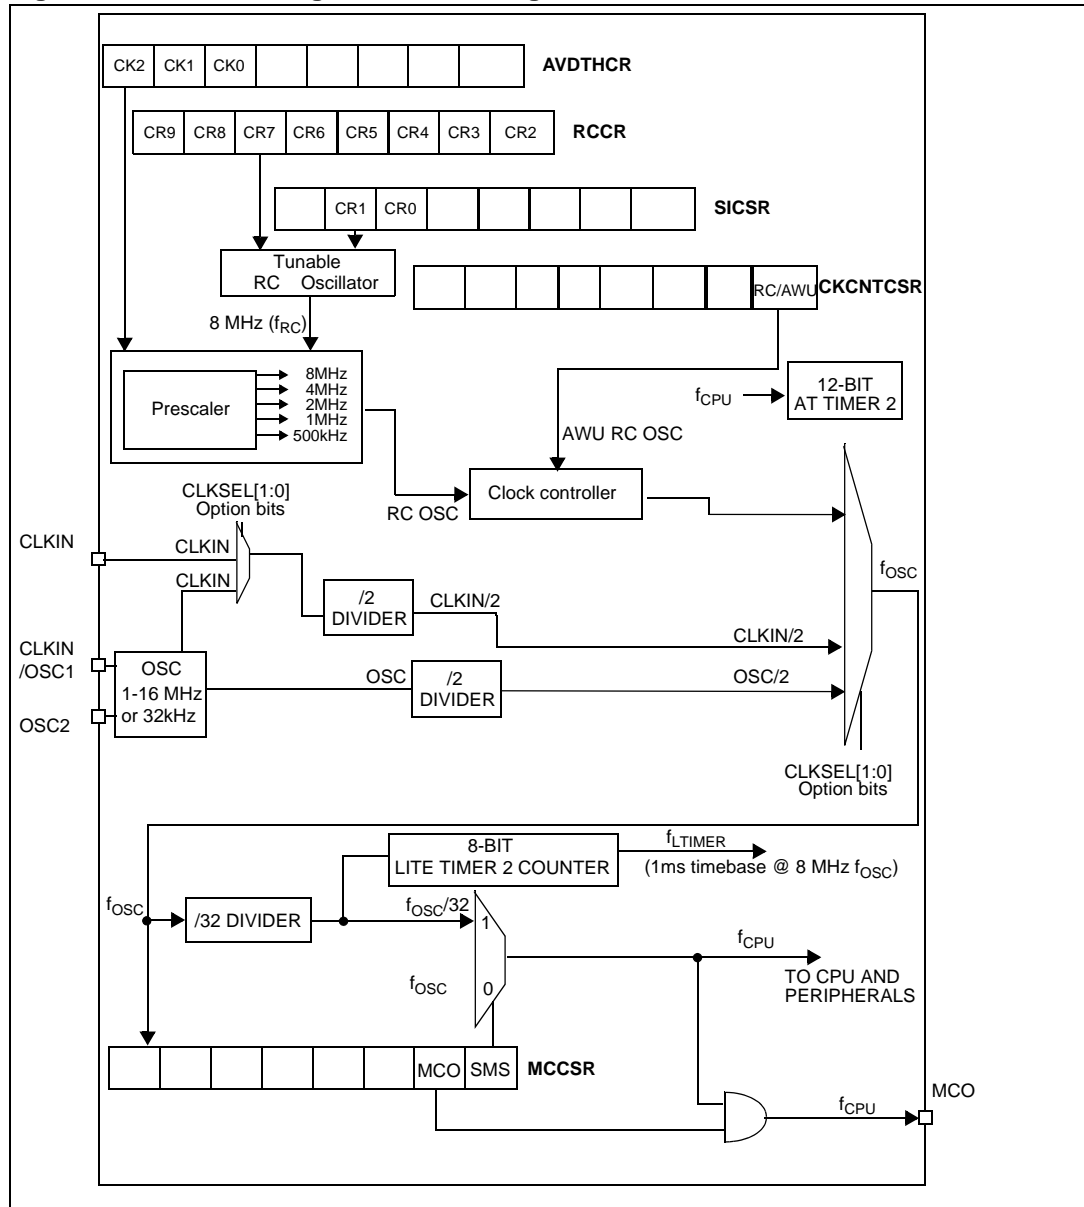 CK2 CK1 CK0 AVDTHCR
CR9 CR8 CR7 CR6 CR5 CR4 CR3 CR2 RCCR
CR1 CR0 SICSR
Tunable
RC Oscillator
RC/AWU CKCNTCSR
8 MHz (fRC)
Prescaler
8MHz
4MHz
2MHz
1MHz
500kHz
fCPU
12-BIT
AT TIMER 2
AWU RC OSC
RC OSC
Clock controller
CLKSEL[1:0]
Option bits
CLKIN
CLKIN
CLKIN
/2
DIVIDER
CLKIN/2
CLKIN/2
fOSC
CLKIN
/OSC1
OSC2
OSC
1-16 MHz
or 32kHz
OSC
/2
DIVIDER
OSC/2
CLKSEL[1:0]
Option bits
8-BIT
LITE TIMER 2 COUNTER
fLTIMER
(1ms timebase @ 8 MHz fOSC)
fOSC
/32 DIVIDER
fOSC/32
1
fOSC
0
fCPU
TO CPU AND
PERIPHERALS
MCO SMS MCCSR
fCPU
MCO